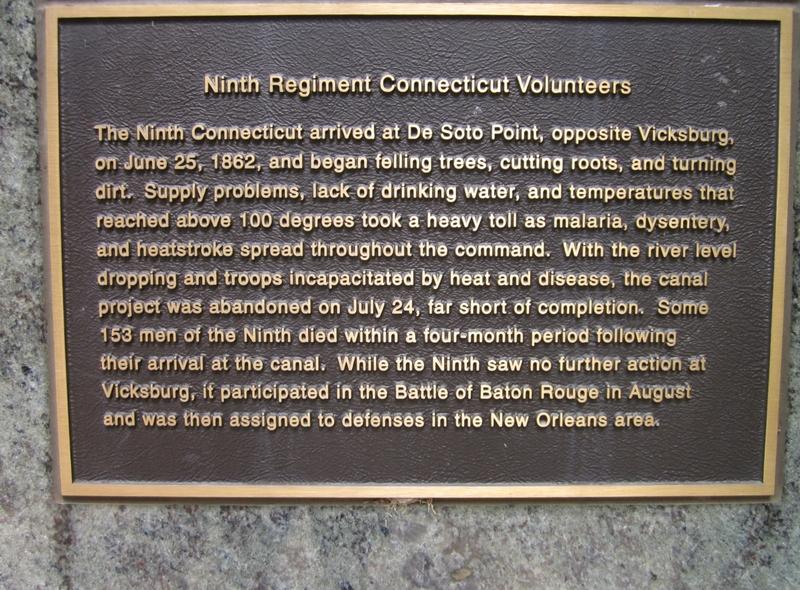 Ninth Regiment Connecticut Volunteers
The Ninth Connecticut arrived at De Soto Point, opposite Vicksburg,
on June 25, 1862, and began felling trees, cutting roots, and turning
dirt. Supply problems, lack of drinking water, and temperatures that
reached above 100 degrees took a heavy toll as malaria, dysentery,
and heatstroke spread throughout the command. With the river level
dropping and troops incapacitated by heat and disease, the canal
project was abandoned on July 24, far short of completion. Some
153 men of the Ninth died within a four-month period following
their arrival at the canal. While the Ninth saw no further action at
Vicksburg, it participated in the Battle of Baton Rouge in August
and was then assigned to defenses in the New Orleans area.